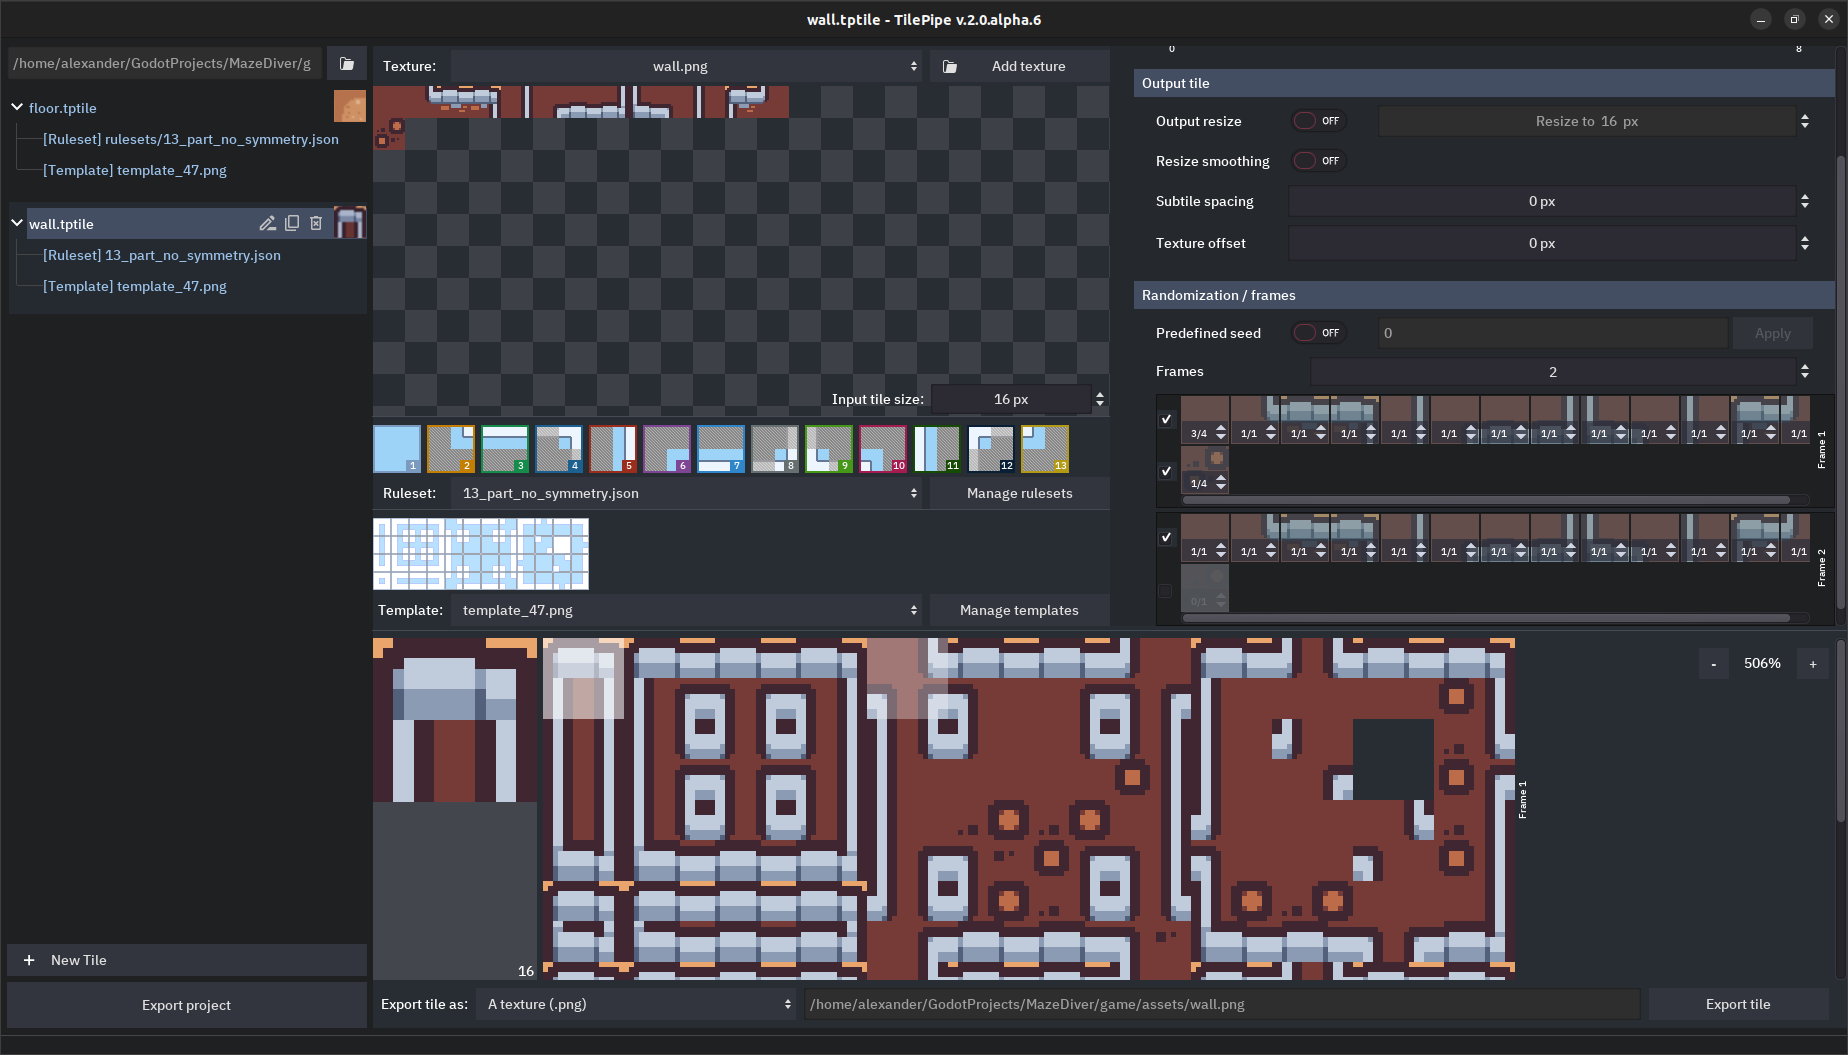 wall.tptile - TilePipe v.2.0.alpha.6
/home/alexander/GodotProjects/MazeDiver/g
floor.tptile
[Ruleset] rulesets/13_part_no_symmetry.json
[Template] template_47.png
wall.tptile
[Ruleset] 13_part_no_symmetry.json
[Template] template_47.png
+ New Tile
Export project
Texture: wall.png Add texture
Input tile size: 16 px
1 2 3 4 5 6 7 8 9 10 11 12 13
Ruleset: 13_part_no_symmetry.json Manage rulesets
Template: template_47.png Manage templates
0 8
Output tile
Output resize OFF Resize to 16 px
Resize smoothing OFF
Subtile spacing 0 px
Texture offset 0 px
Randomization / frames
Predefined seed OFF 0 Apply
Frames 2
3/4 1/1 1/1 1/1 1/1 1/1 1/1 1/1 1/1 1/1 1/1 1/1 1/1
1/4
Frame 1
1/1 1/1 1/1 1/1 1/1 1/1 1/1 1/1 1/1 1/1 1/1 1/1 1/1
0/1
Frame 2
16
Frame 1
- 506% +
Export tile as: A texture (.png) /home/alexander/GodotProjects/MazeDiver/game/assets/wall.png Export tile